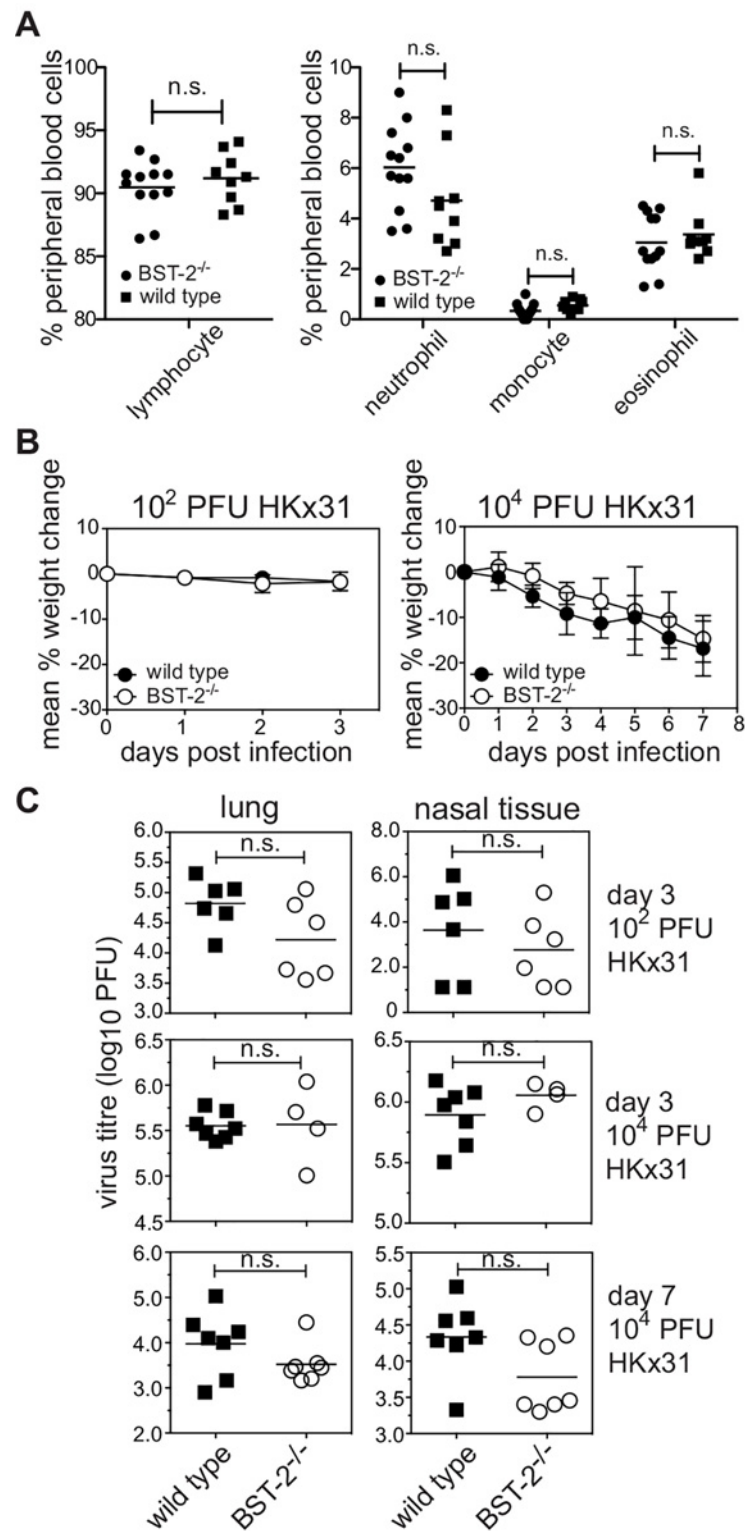 A
% peripheral blood cells
100
95
90
85
80
n.s.
BST-2-/-
wild type
lymphocyte
% peripheral blood cells
10
8
6
4
2
0
n.s.
n.s.
n.s.
BST-2-/-
wild type
neutrophil
monocyte
eosinophil
B
10² PFU HKx31
mean % weight change
10
0
-10
-20
-30
wild type
BST-2-/-
0 1 2 3
days post infection
10⁴ PFU HKx31
mean % weight change
10
0
-10
-20
-30
wild type
BST-2-/-
0 1 2 3 4 5 6 7 8
days post infection
C
lung
nasal tissue
virus titre (log10 PFU)
6.0
5.5
5.0
4.5
4.0
3.5
3.0
n.s.
8.0
6.0
4.0
2.0
0
n.s.
day 3
10² PFU
HKx31
6.5
6.0
5.5
5.0
4.5
n.s.
6.5
6.0
5.5
5.0
n.s.
day 3
10⁴ PFU
HKx31
6.0
5.0
4.0
3.0
2.0
n.s.
wild type
BST-2-/-
5.5
5.0
4.5
4.0
3.5
3.0
n.s.
wild type
BST-2-/-
day 7
10⁴ PFU
HKx31